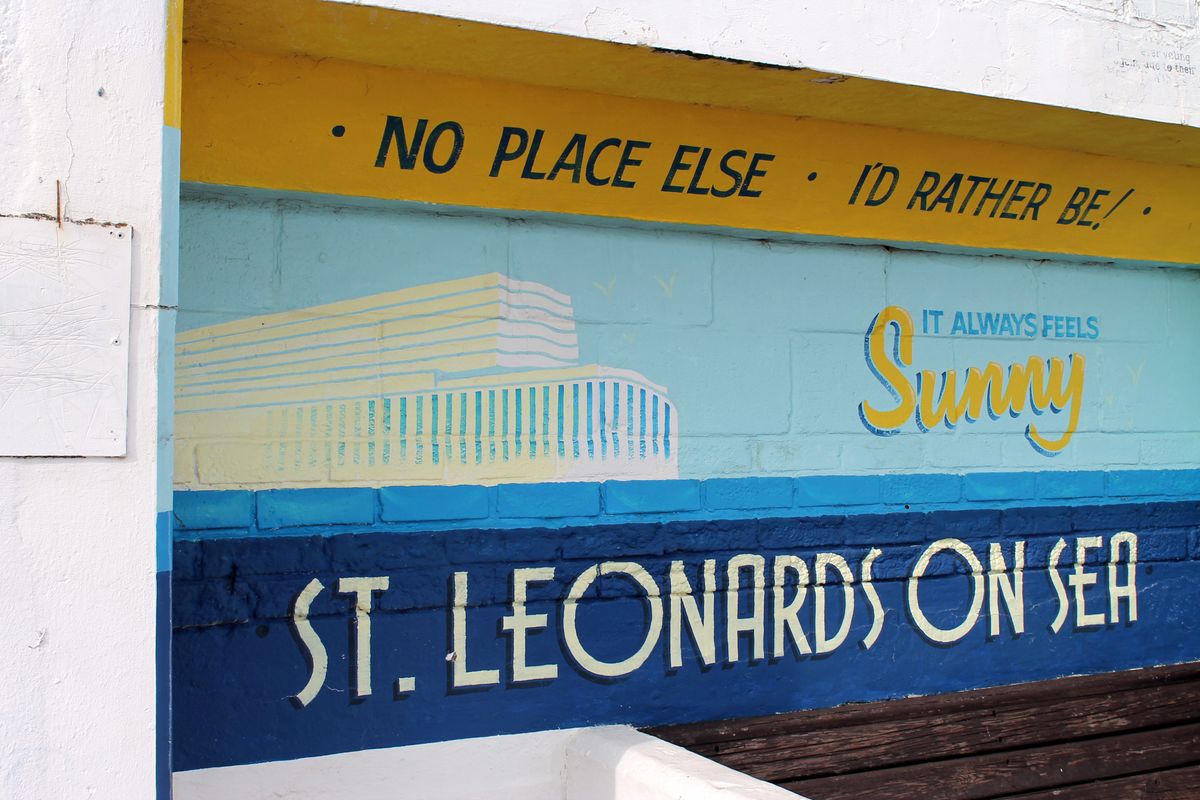 • NO PLACE ELSE • I'D RATHER BE! •
IT ALWAYS FEELS
Sunny
ST. LEONARDS ON SEA